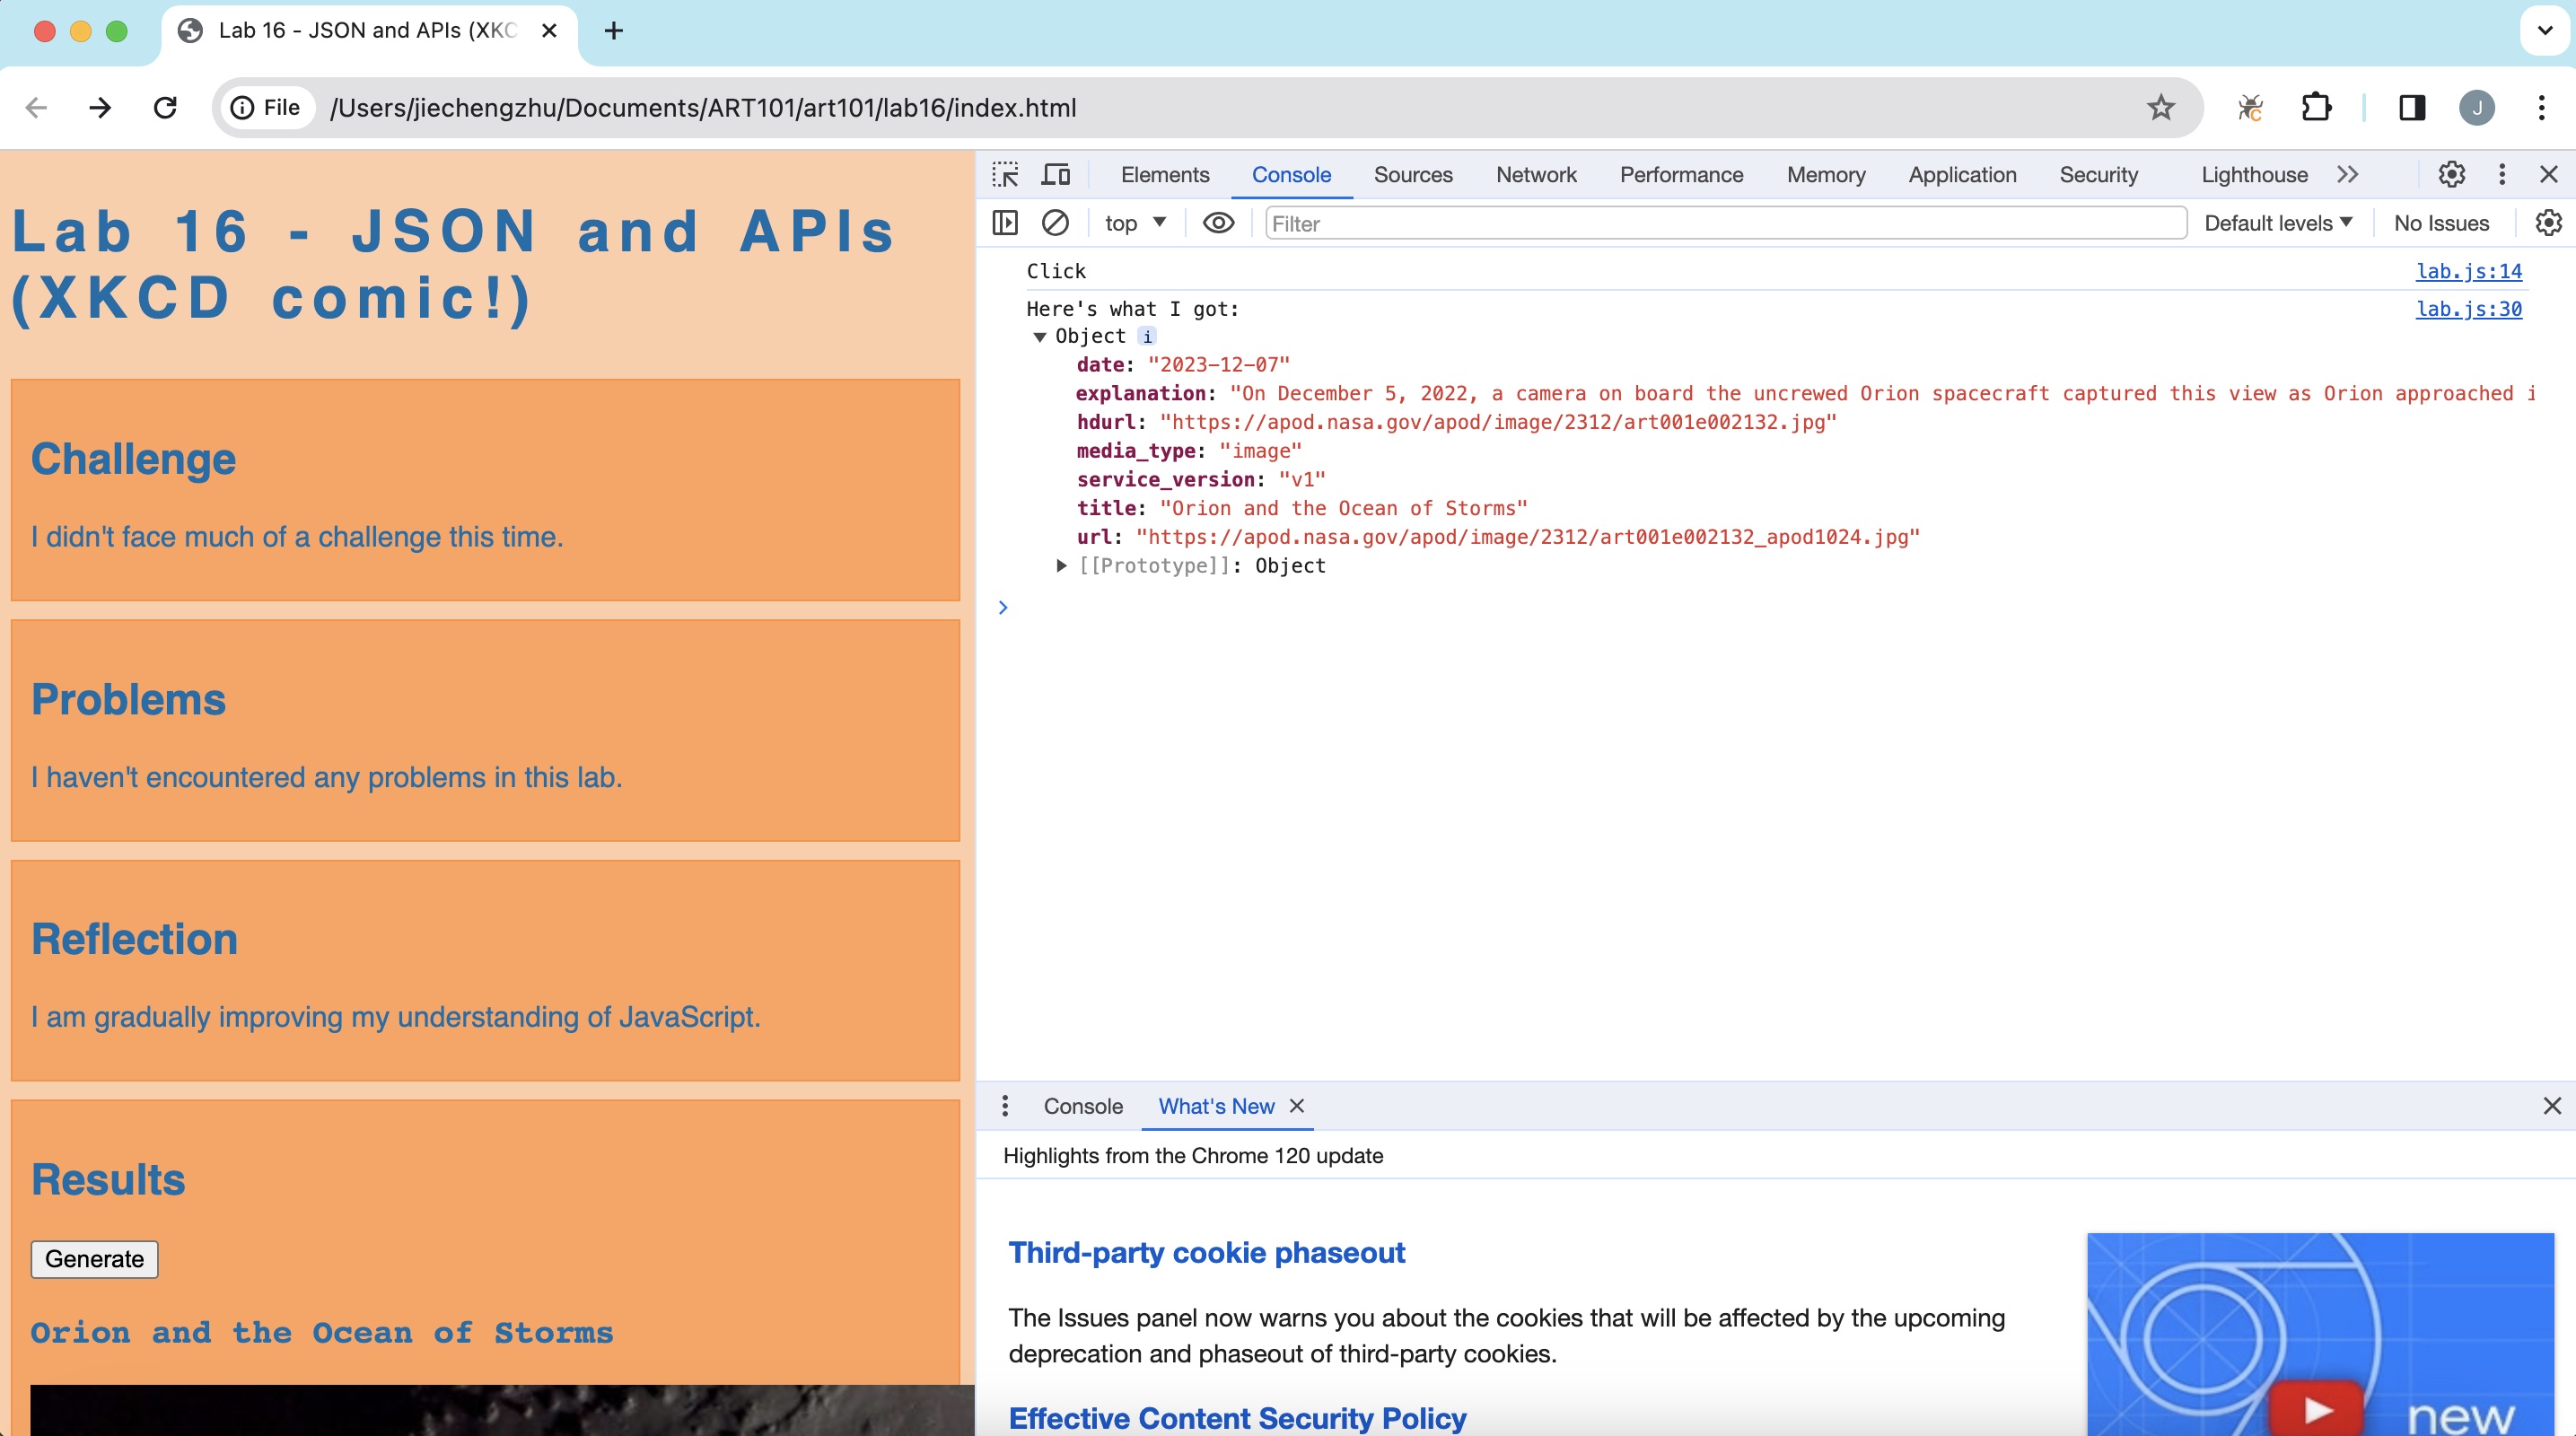 Lab 16 - JSON and APIs (XKC
File /Users/jiechengzhu/Documents/ART101/art101/lab16/index.html
J
Lab 16 - JSON and APIs
(XKCD comic!)
Challenge
I didn't face much of a challenge this time.
Problems
I haven't encountered any problems in this lab.
Reflection
I am gradually improving my understanding of JavaScript.
Results
Generate
Orion and the Ocean of Storms
Elements Console Sources Network Performance Memory Application Security Lighthouse
top Filter Default levels No Issues
Click lab.js:14
Here's what I got: lab.js:30
Object i
date: "2023-12-07"
explanation: "On December 5, 2022, a camera on board the uncrewed Orion spacecraft captured this view as Orion approached i
hdurl: "https://apod.nasa.gov/apod/image/2312/art001e002132.jpg"
media_type: "image"
service_version: "v1"
title: "Orion and the Ocean of Storms"
url: "https://apod.nasa.gov/apod/image/2312/art001e002132_apod1024.jpg"
[[Prototype]]: Object
Console What's New
Highlights from the Chrome 120 update
Third-party cookie phaseout
The Issues panel now warns you about the cookies that will be affected by the upcoming
deprecation and phaseout of third-party cookies.
Effective Content Security Policy
new